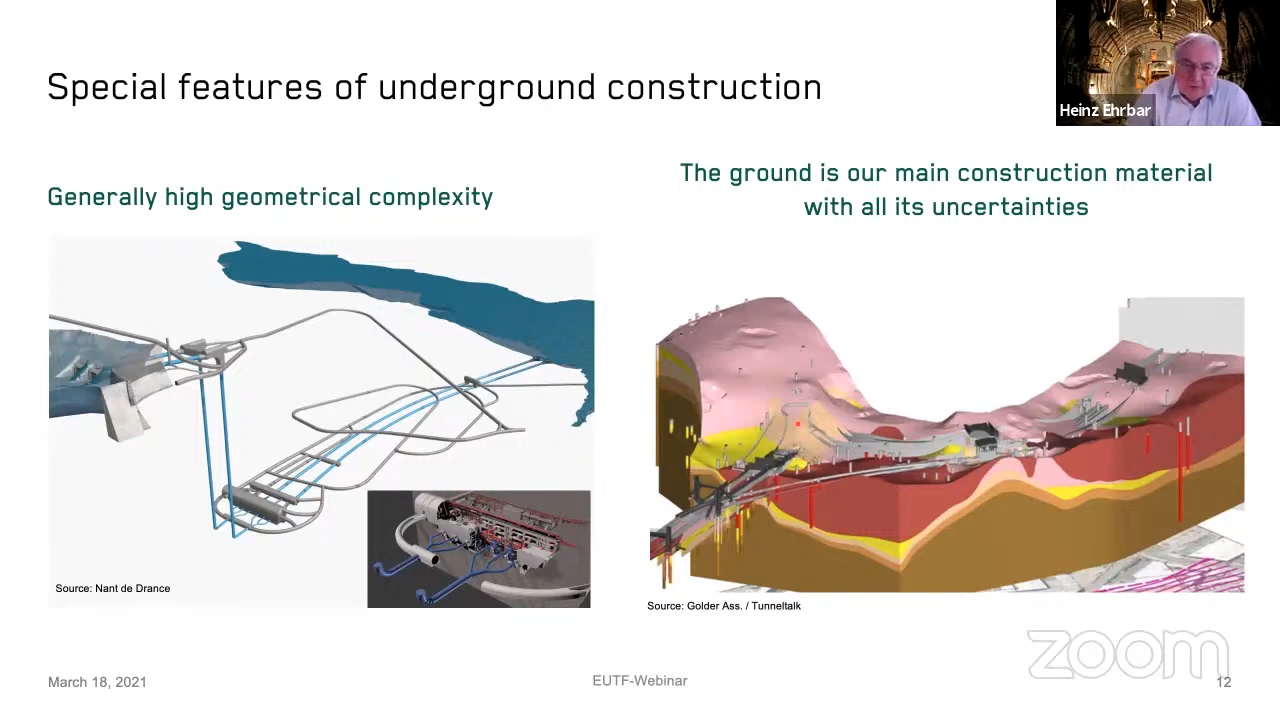 Special features of underground construction
Heinz Ehrbar
Generally high geometrical complexity
The ground is our main construction material
with all its uncertainties
Source: Nant de Drance
Source: Golder Ass. / Tunneltalk
zoom
March 18, 2021
EUTF-Webinar
12